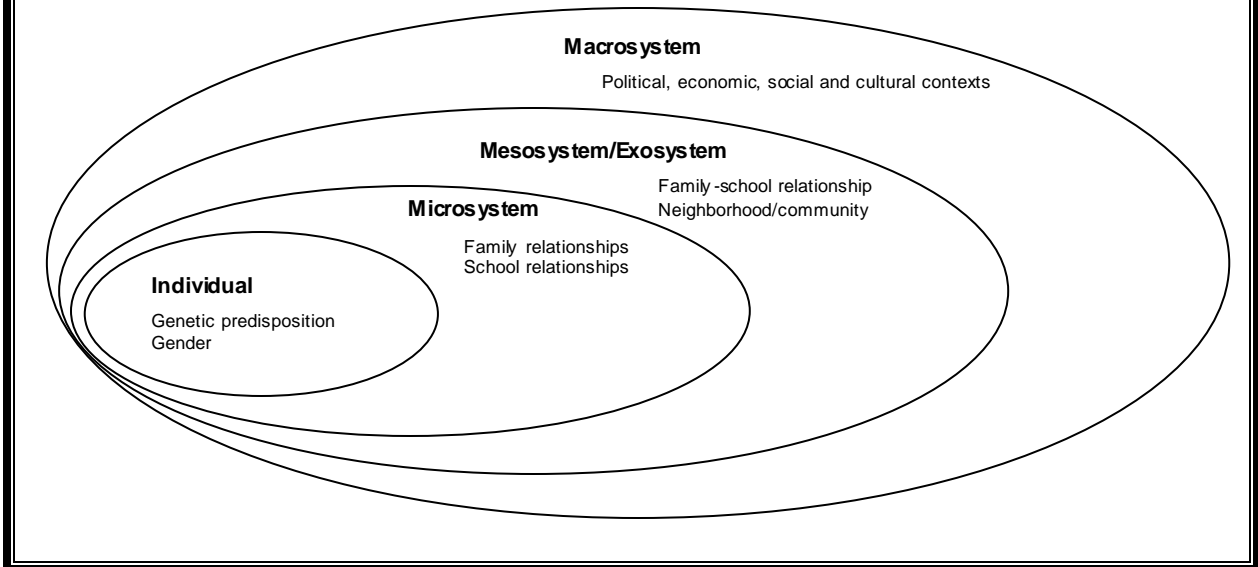 Macrosystem
Political, economic, social and cultural contexts
Mesosystem/Exosystem
Family-school relationship
Neighborhood/community
Microsystem
Family relationships
School relationships
Individual
Genetic predisposition
Gender